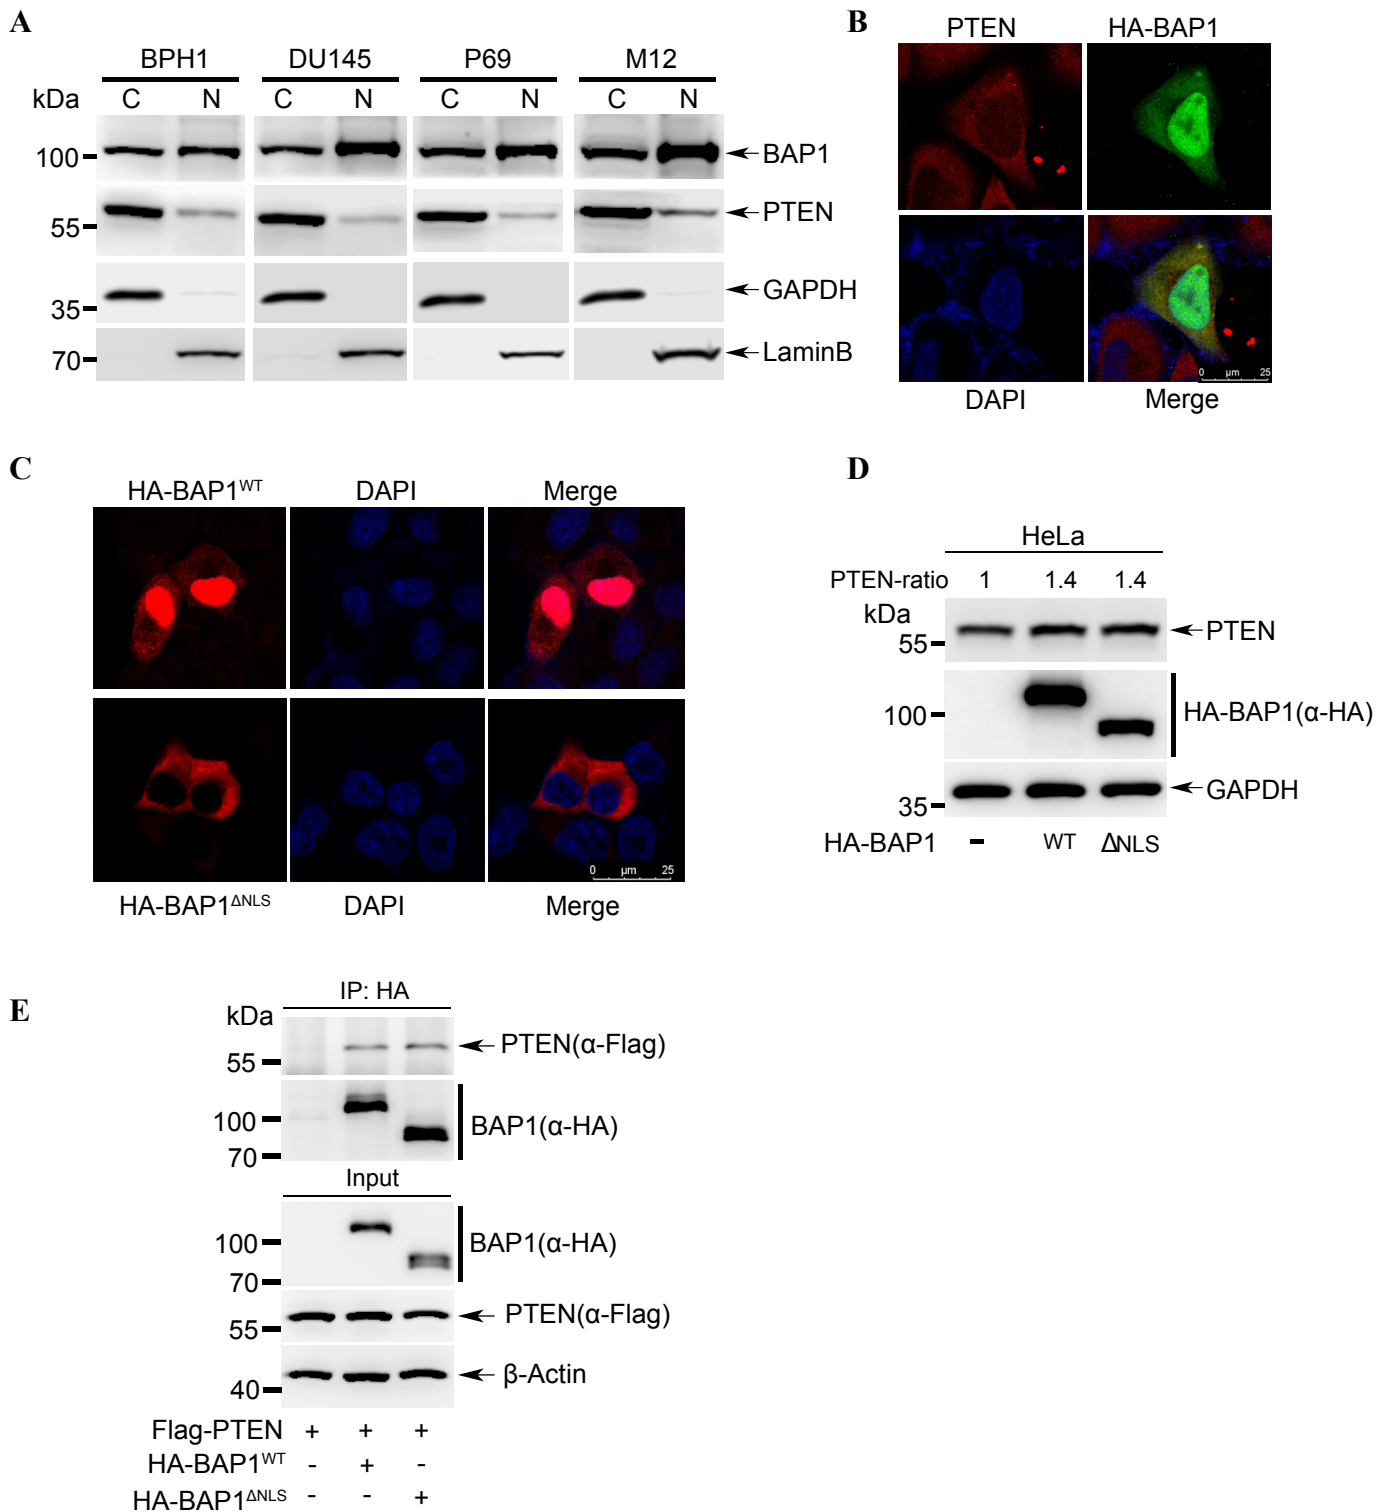 A
BPH1 DU145 P69 M12
kDa C N C N C N C N
100 BAP1
55 PTEN
35 GAPDH
70 LaminB
B
PTEN HA-BAP1
0 µm 25
DAPI Merge
C
HA-BAP1WT DAPI Merge
0 µm 25
HA-BAP1ΔNLS DAPI Merge
D
HeLa
PTEN-ratio 1 1.4 1.4
kDa
55 PTEN
100 HA-BAP1(α-HA)
35 GAPDH
HA-BAP1 - WT ΔNLS
E
IP: HA
kDa
55 PTEN(α-Flag)
100 BAP1(α-HA)
70
Input
100 BAP1(α-HA)
70
55 PTEN(α-Flag)
40 β-Actin
Flag-PTEN + + +
HA-BAP1WT - + -
HA-BAP1ΔNLS - - +